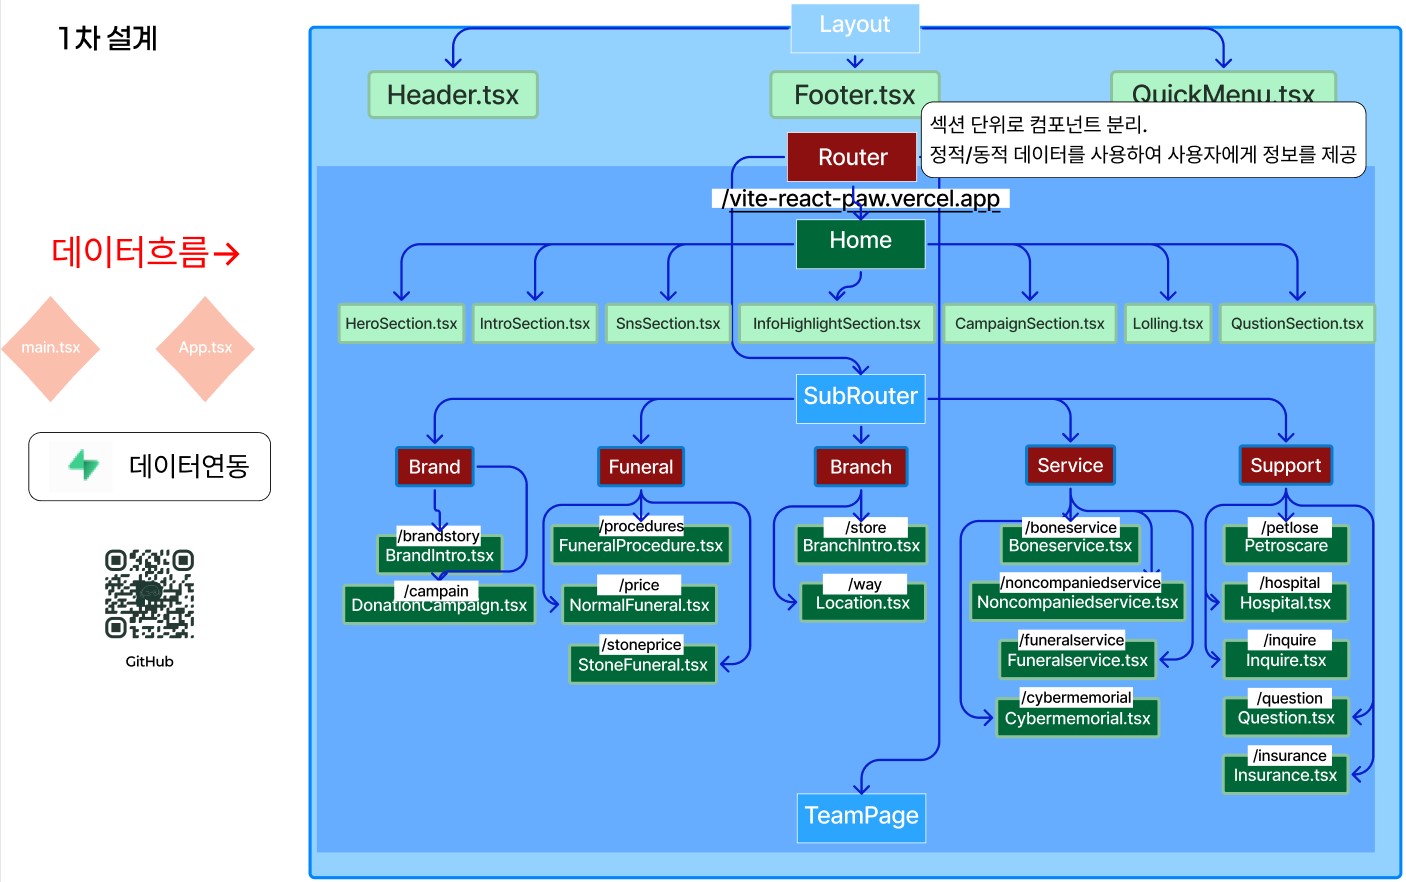 1차 설계
Layout
Header.tsx
Footer.tsx
QuickMenu.tsx
섹션 단위로 컴포넌트 분리.
정적/동적 데이터를 사용하여 사용자에게 정보를 제공
Router
/vite-react-paw.vercel.app
Home
데이터흐름→
HeroSection.tsx
IntroSection.tsx
SnsSection.tsx
InfoHighlightSection.tsx
CampaignSection.tsx
Lolling.tsx
QustionSection.tsx
main.tsx
App.tsx
SubRouter
데이터연동
Brand
Funeral
Branch
Service
Support
/brandstory
BrandIntro.tsx
/campain
DonationCampaign.tsx
/procedures
FuneralProcedure.tsx
/price
NormalFuneral.tsx
/stoneprice
StoneFuneral.tsx
/store
BranchIntro.tsx
/way
Location.tsx
/boneservice
Boneservice.tsx
/noncompaniedservice
Noncompaniedservice.tsx
/funeralservice
Funeralservice.tsx
/cybermemorial
Cybermemorial.tsx
/petlose
Petroscare
/hospital
Hospital.tsx
/inquire
Inquire.tsx
/question
Question.tsx
/insurance
Insurance.tsx
GitHub
TeamPage